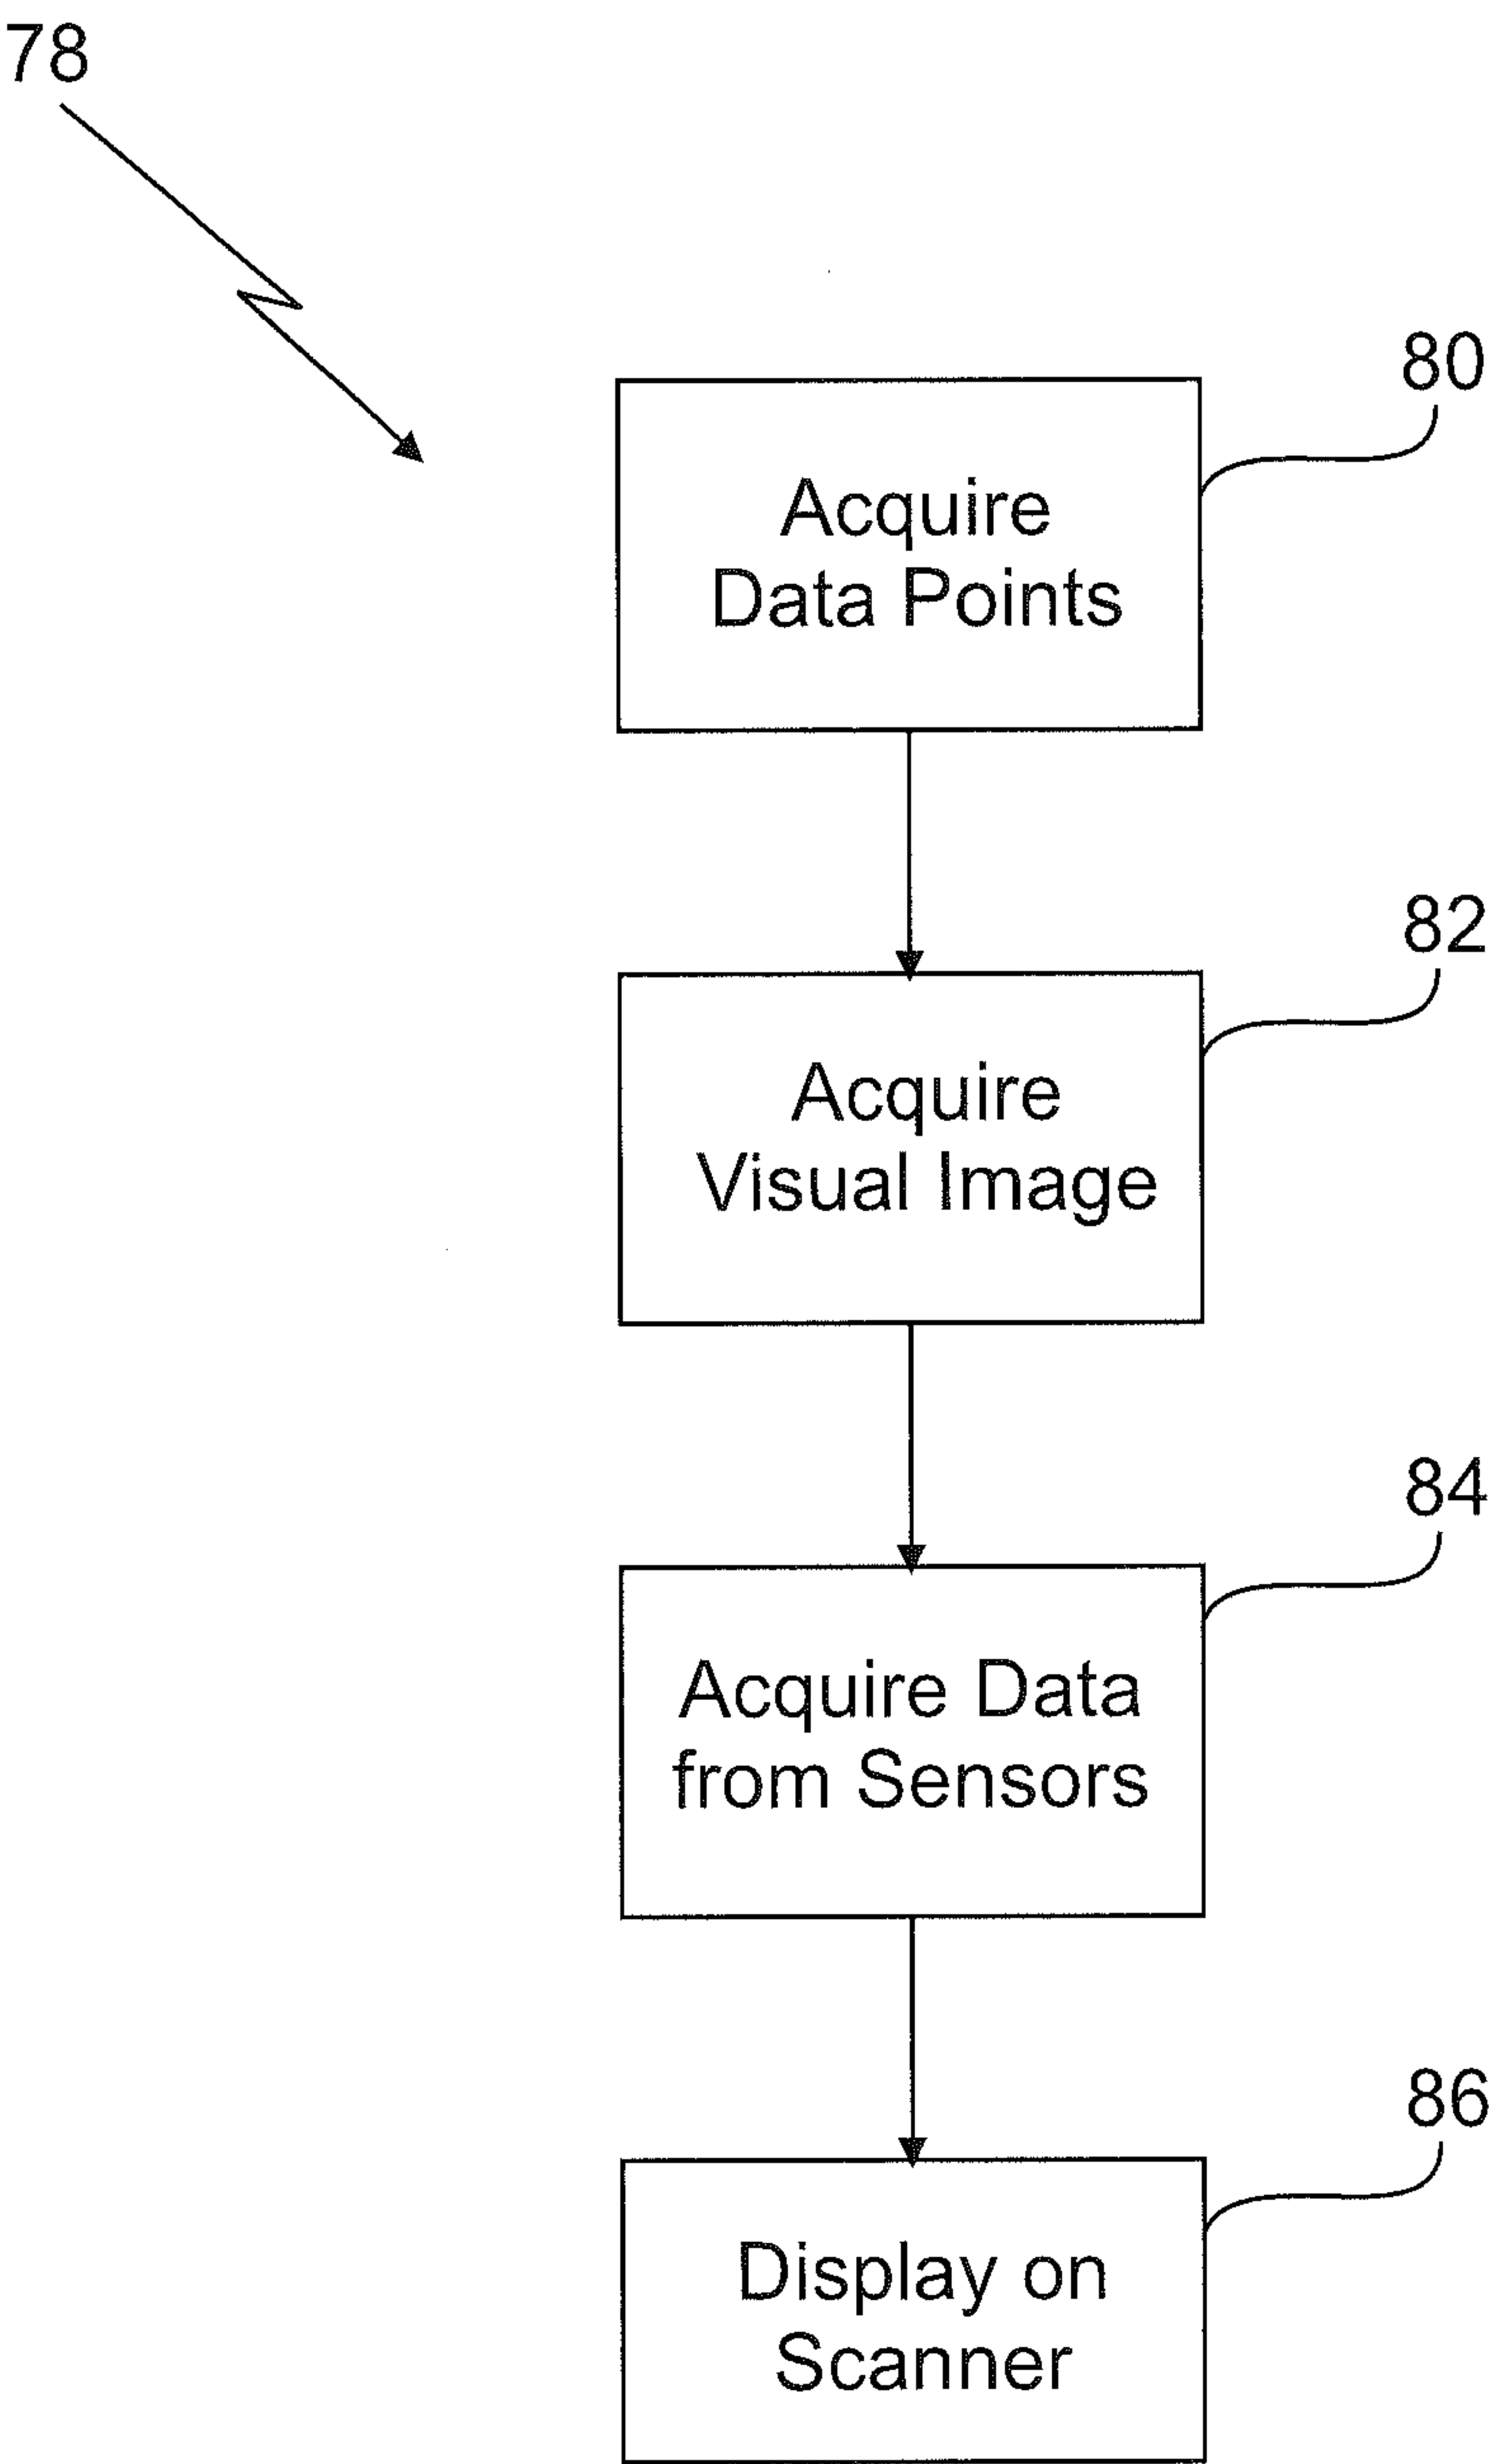 78
80
Acquire
Data Points
82
Acquire
Visual Image
84
Acquire Data
from Sensors
86
Display on
Scanner